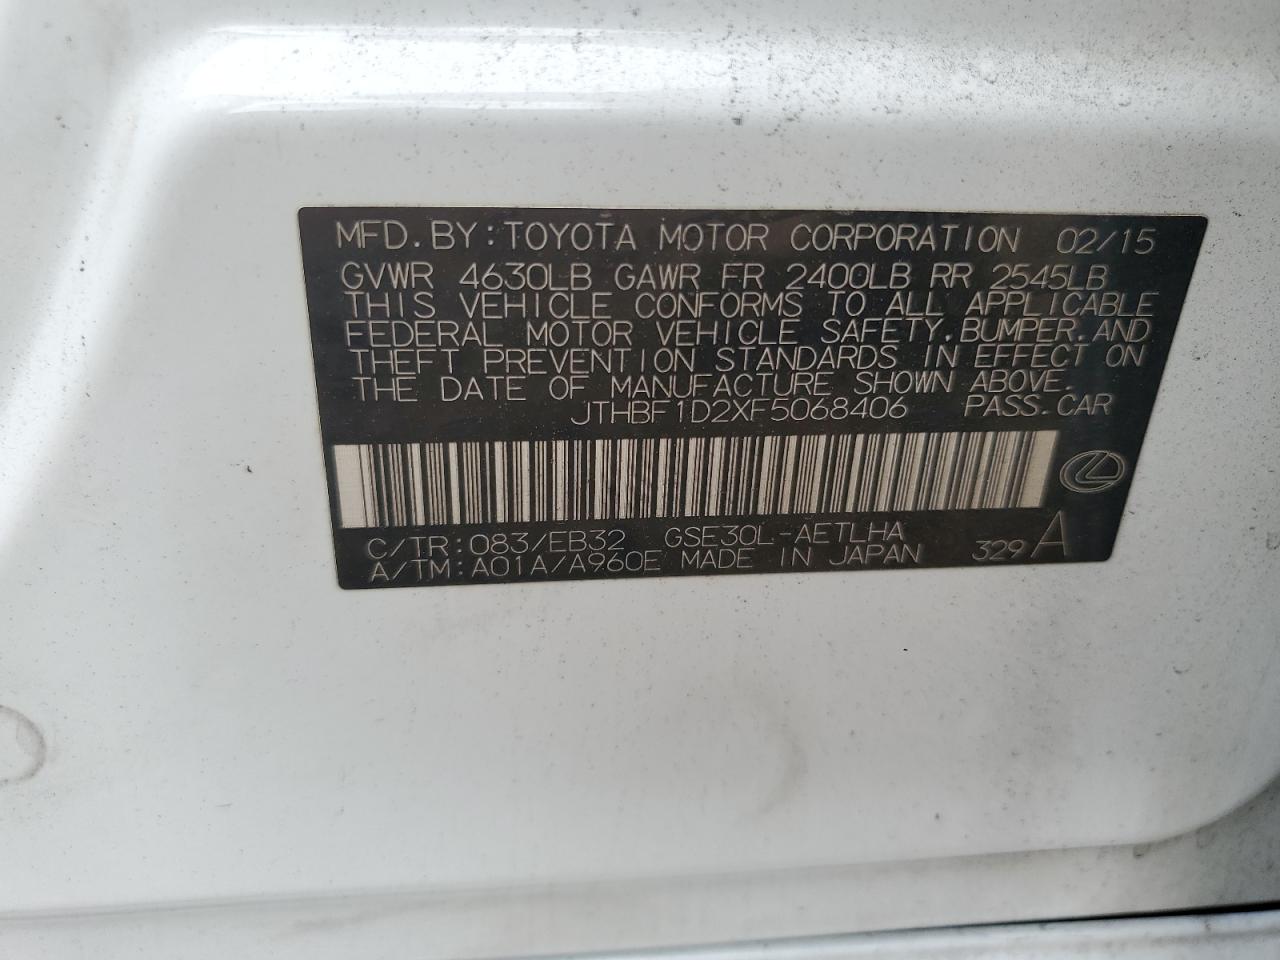 MFD. BY: TOYOTA MOTOR CORPORATION 02/15
GVWR 4630LB GAWR FR 2400LB RR 2545LB
THIS VEHICLE CONFORMS TO ALL APPLICABLE
FEDERAL MOTOR VEHICLE SAFETY, BUMPER, AND
THEFT PREVENTION STANDARDS IN EFFECT ON
THE DATE OF MANUFACTURE SHOWN ABOVE.
JTHBF1D2XF5068406 PASS. CAR
C/TR: 083/EB32 GSE30L-AETLHA
A/TM: A01A/A960E MADE IN JAPAN 329 A